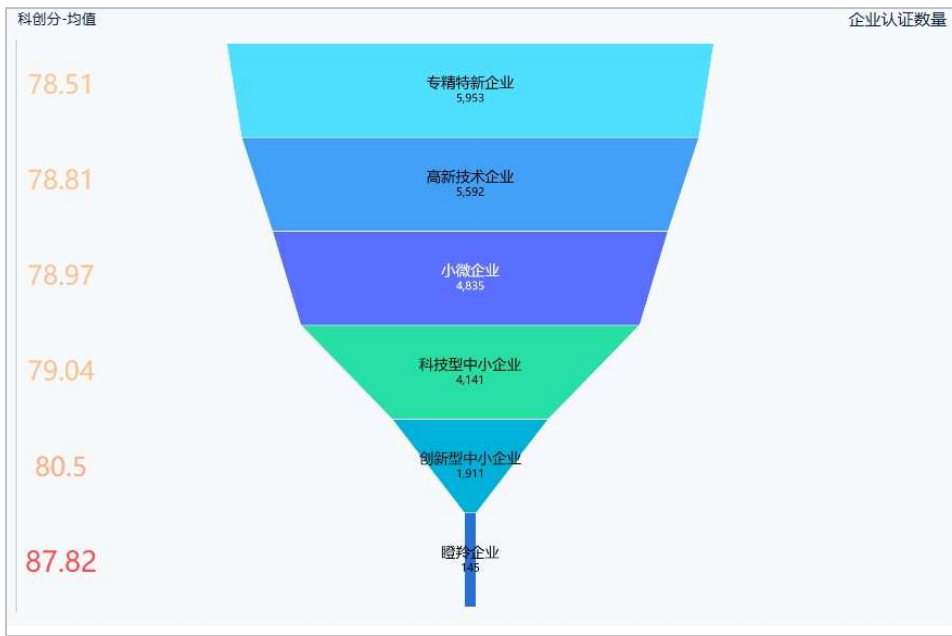 科创分-均值
企业认证数量
78.51
专精特新企业
5,953
78.81
高新技术企业
5,592
78.97
小微企业
4,835
79.04
科技型中小企业
4,141
80.5
创新型中小企业
1,911
87.82
瞪羚企业
145